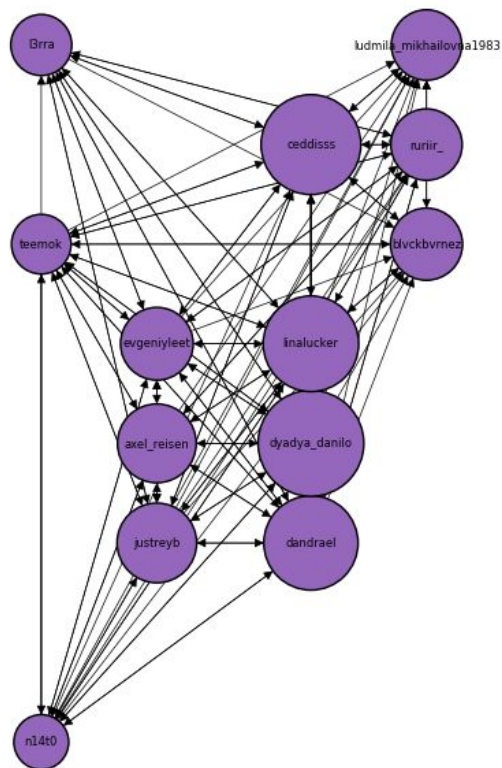 l3rra
ludmila_mikhailovna1983
ceddisss
ruriir_
teemok
blvckbvrnez
evgeniyleet
linalucker
axel_reisen
dyadya_danilo
justreyb
dandrael
n14t0